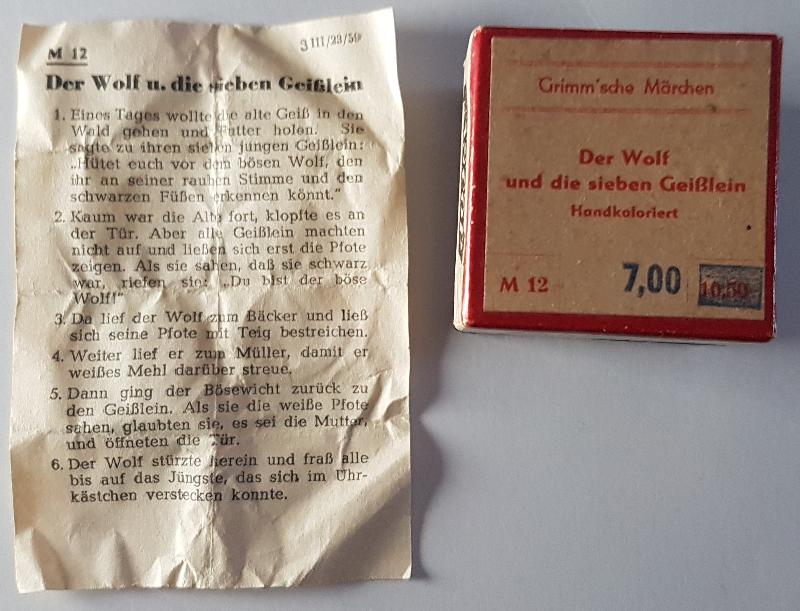 M 12
3 III/23/59
Der Wolf u. die sieben Geißlein
1. Eines Tages wollte die alte Geiß in den
Wald gehen und Futter holen. Sie
sagte zu ihren sieben jungen Geißlein:
„Hütet euch vor dem bösen Wolf, den
ihr an seiner rauhen Stimme und den
schwarzen Füßen erkennen könnt."
2. Kaum war die Alte fort, klopfte es an
der Tür. Aber alle Geißlein machten
nicht auf und ließen sich erst die Pfote
zeigen. Als sie sahen, daß sie schwarz
war, riefen sie: „Du bist der böse
Wolf!"
3. Da lief der Wolf zum Bäcker und ließ
sich seine Pfote mit Teig bestreichen.
4. Weiter lief er zum Müller, damit er
weißes Mehl darüber streue.
5. Dann ging der Bösewicht zurück zu
den Geißlein. Als sie die weiße Pfote
sahen, glaubten sie, es sei die Mutter,
und öffneten die Tür.
6. Der Wolf stürzte herein und fraß alle
bis auf das Jüngste, das sich im Uhr-
kästchen verstecken konnte.
Grimm'sche Märchen
Der Wolf
und die sieben Geißlein
Handkoloriert
M 12
7,00
10,50